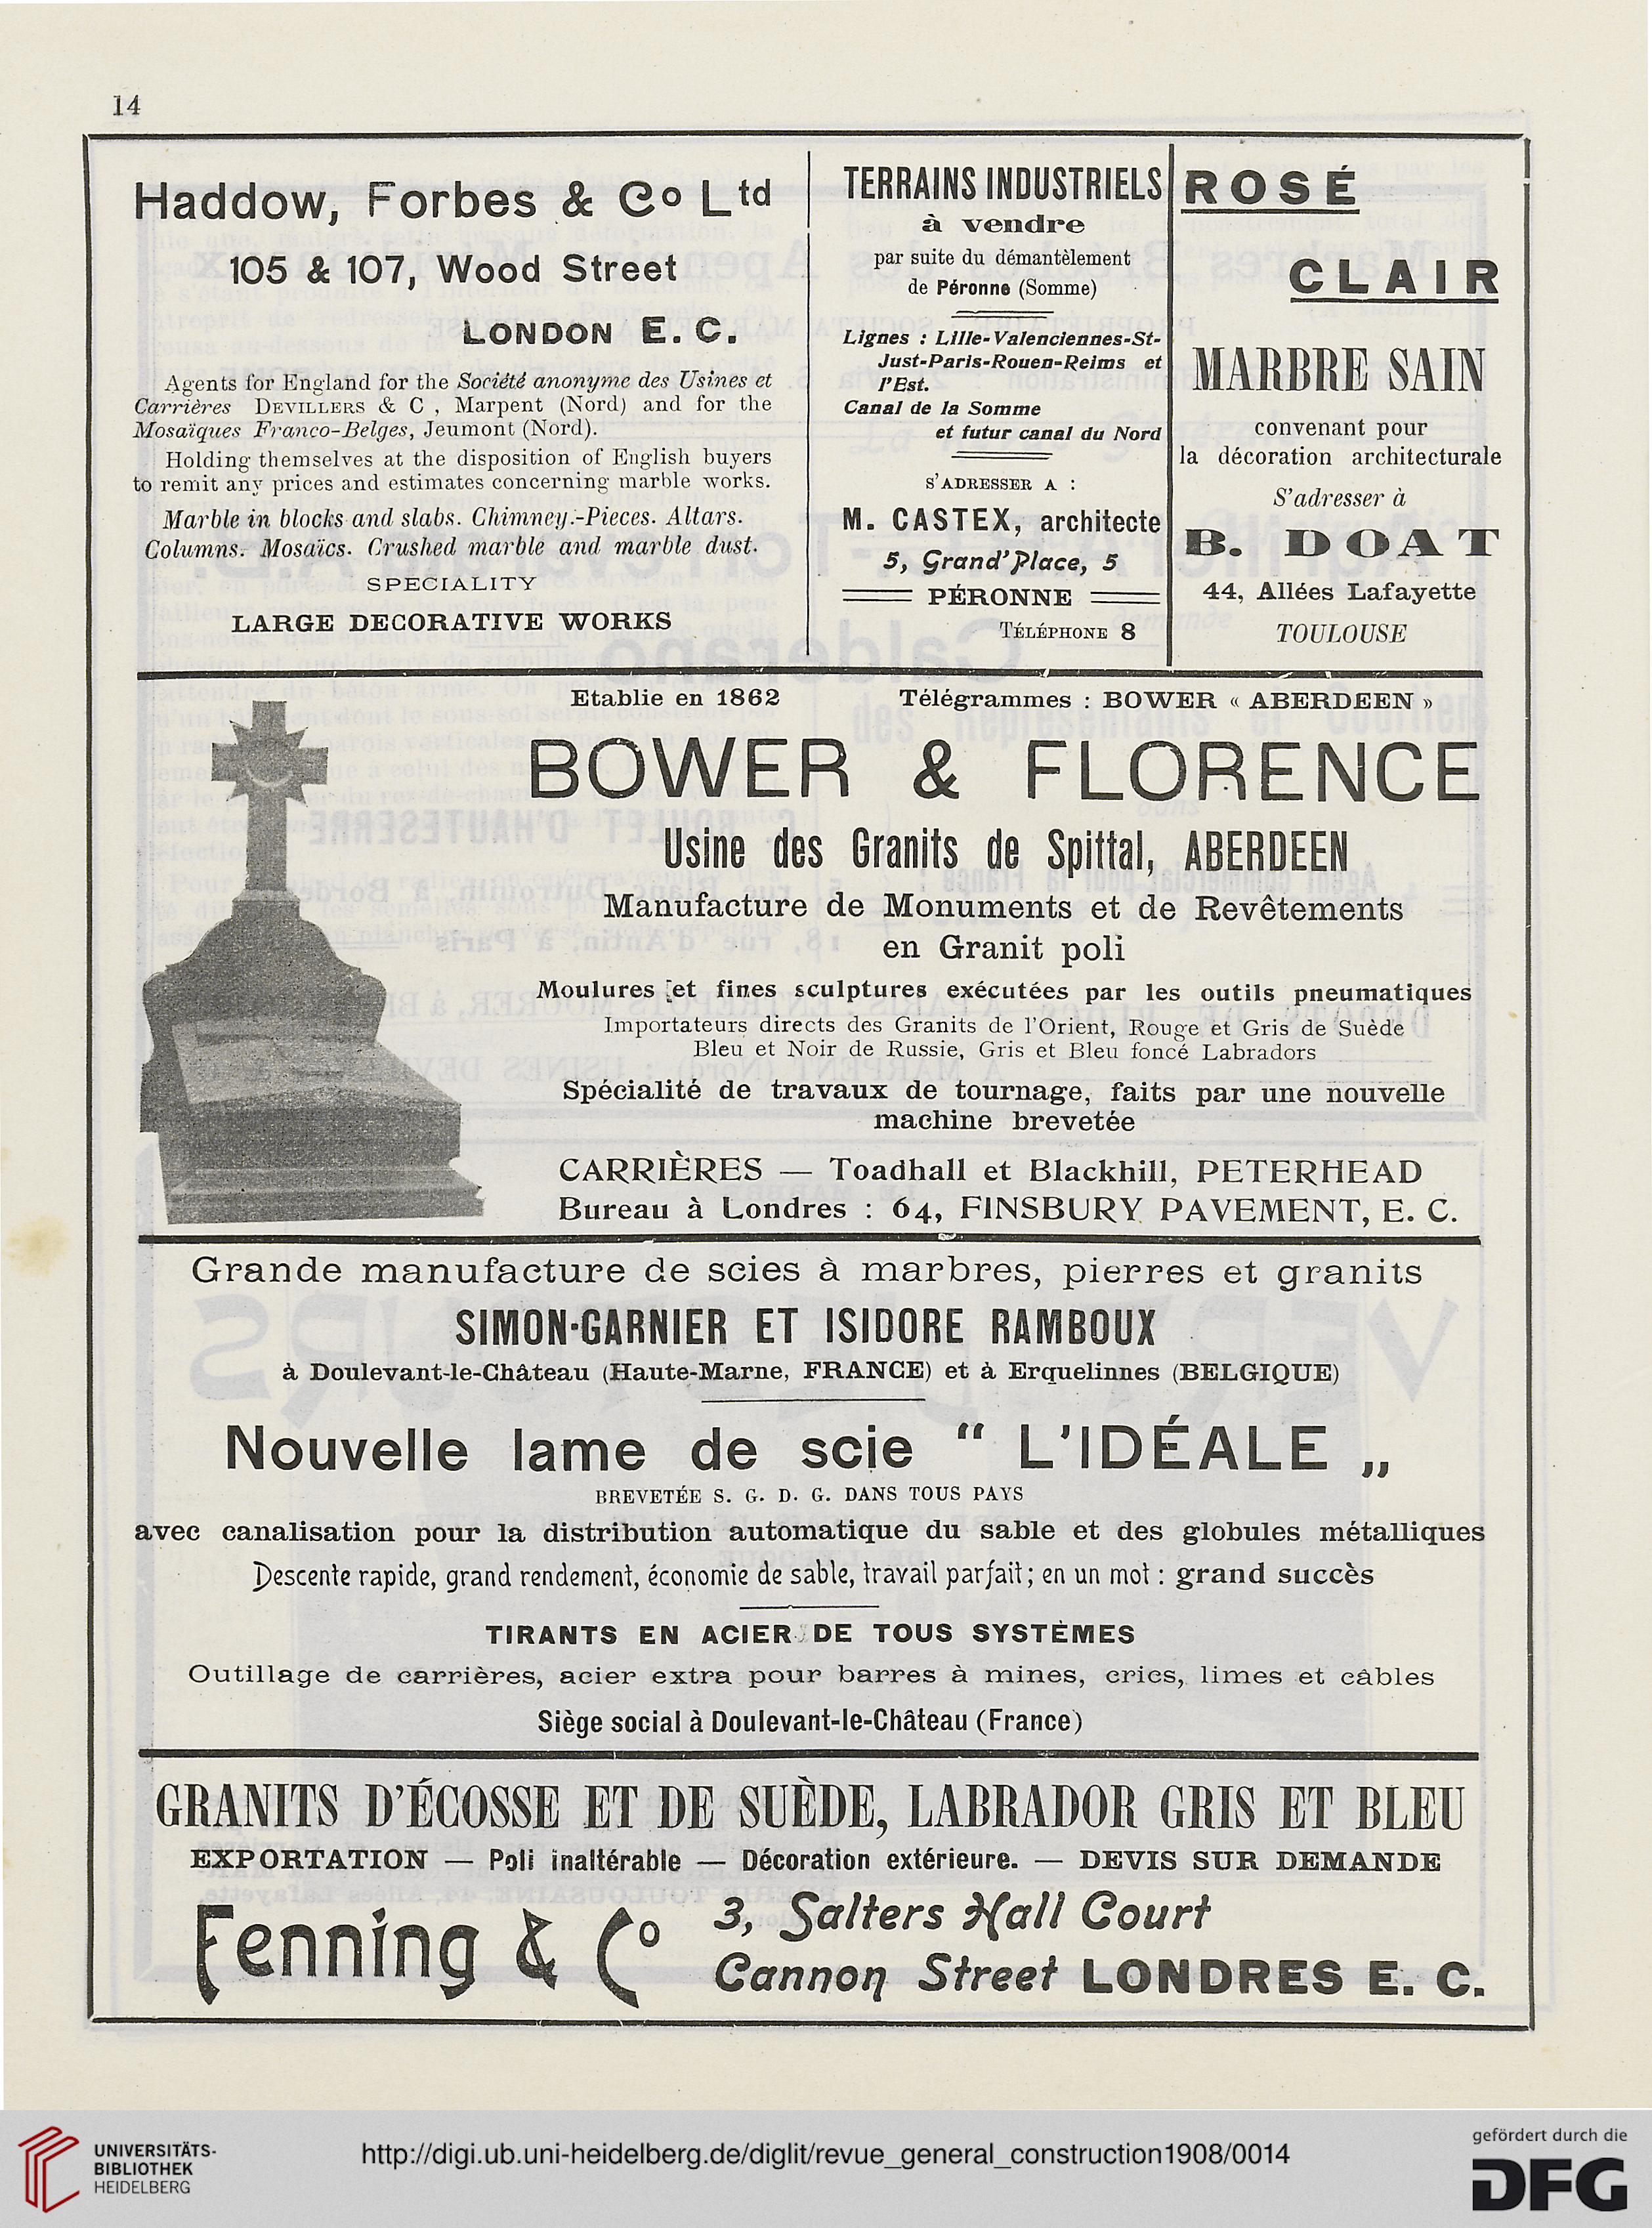 14
Haddow, Forbes & Co Ltd
105 & 107, Wood Street
LONDON E. C.
Agents for England for the Société anonyme des Usines et
Carrières DEVILLERS & C , Marpent (Nord) and for the
Mosaïques Franco-Belges, Jeumont (Nord).
Holding themselves at the disposition of English buyers
to remit any prices and estimates concerning marble works.
Marble in blocks and slabs. Chimney.-Pieces. Altars.
Columns. Mosaïcs. Crushed marble and marble dust.
SPECIALITY
LARGE DECORATIVE WORKS
TERRAINS INDUSTRIELS
à vendre
par suite du démantèlement
de Péronne (Somme)
Lignes : Lille-Valenciennes-St-
Just-Paris-Rouen-Reims et
l'Est.
Canal de la Somme
et futur canal du Nord
S'ADRESSER A :
M. CASTEX, architecte
5, Grand'Place, 5
PÉRONNE
TÉLÉPHONE 8
ROSÉ
CLAIR
MARBRE SAIN
convenant pour
la décoration architecturale
S'adresser à
B. DOAT
44, Allées Lafayette
TOULOUSE
Etablie en 1862 Télégrammes : BOWER « ABERDEEN »
BOWER & FLORENCE
Usine des Granits de Spittal, ABERDEEN
Manufacture de Monuments et de Revêtements
en Granit poli
Moulures [et fines sculptures exécutées par les outils pneumatiques
Importateurs directs des Granits de l'Orient, Rouge et Gris de Suède
Bleu et Noir de Russie, Gris et Bleu foncé Labradors
Spécialité de travaux de tournage, faits par une nouvelle
machine brevetée
CARRIÈRES — Toadhall et Blackhill, PETERHEAD
Bureau à Londres : 64, FINSBURY PAVEMENT, E. C.
Grande manufacture de scies à marbres, pierres et granits
SIMON-GARNIER ET ISIDORE RAMBOUX
à Doulevant-le-Château (Haute-Marne, FRANCE) et à Erquelinnes (BELGIQUE)
Nouvelle lame de scie “ L'IDÉALE „
BREVETÉE S. G. D. G. DANS TOUS PAYS
avec canalisation pour la distribution automatique du sable et des globules métalliques
Descente rapide, grand rendement, économie de sable, travail parfait; en un mot : grand succès
TIRANTS EN ACIER DE TOUS SYSTÈMES
Outillage de carrières, acier extra pour barres à mines, crics, limes et câbles
Siège social à Doulevant-le-Château (France)
GRANITS D'ÉCOSSE ET DE SUÈDE, LABRADOR GRIS ET BLEU
EXPORTATION — Poli inaltérable — Décoration extérieure. — DEVIS SUR DEMANDE
Fenning & Co
3, Salters Hall Court
Cannon Street LONDRES E. C.
UNIVERSITÄTS-
BIBLIOTHEK
HEIDELBERG
http://digi.ub.uni-heidelberg.de/diglit/revue_general_construction1908/0014
gefördert durch die
DFG